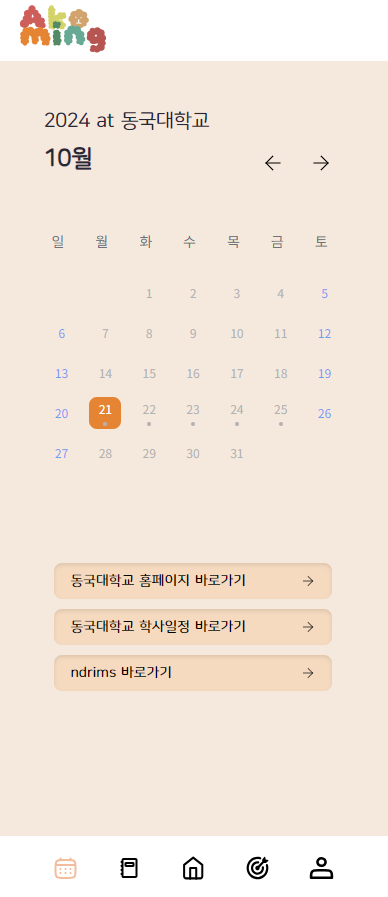 Ako
ming
2024 at 동국대학교
10월
일 월 화 수 목 금 토
1 2 3 4 5
6 7 8 9 10 11 12
13 14 15 16 17 18 19
20 21 22 23 24 25 26
27 28 29 30 31
동국대학교 홈페이지 바로가기
동국대학교 학사일정 바로가기
ndrims 바로가기